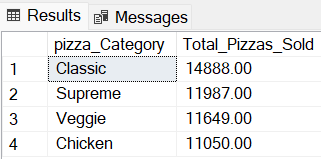 Results Messages
pizza_Category Total_Pizzas_Sold
1 Classic 14888.00
2 Supreme 11987.00
3 Veggie 11649.00
4 Chicken 11050.00